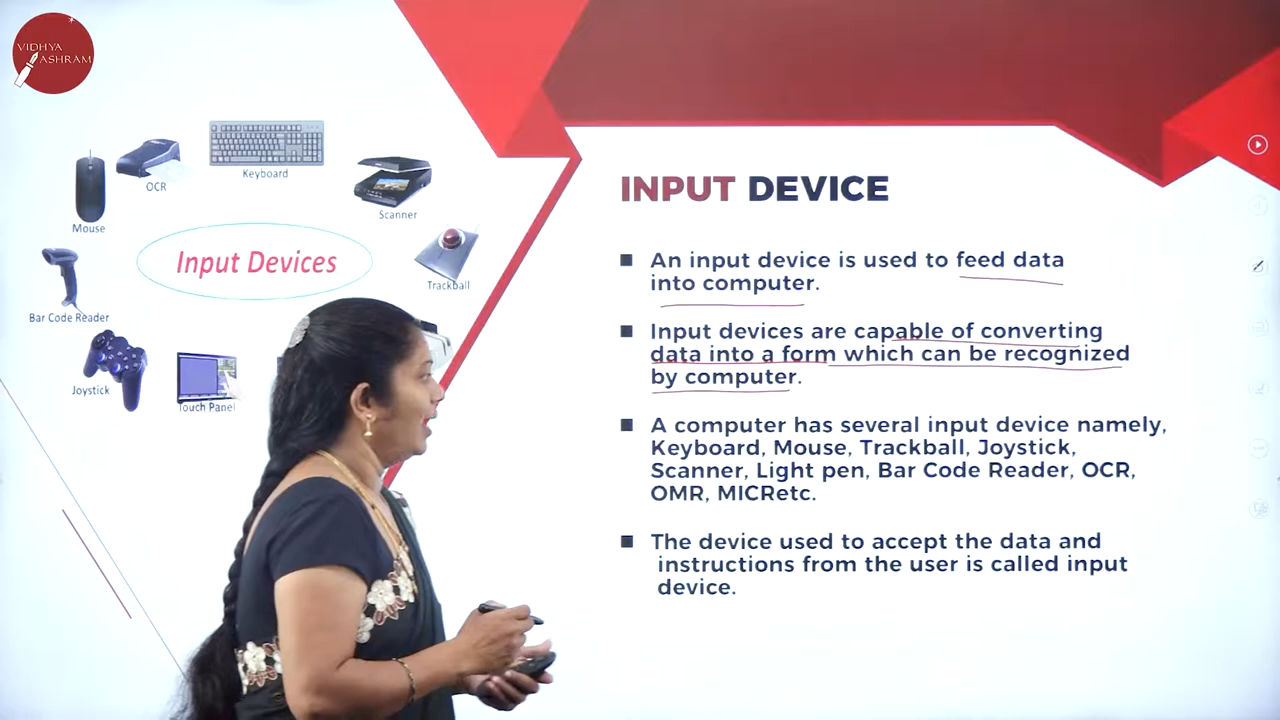 VIDHYA
ASHRAM
OCR
Keyboard
Mouse
Scanner
Input Devices
Trackball
Bar Code Reader
Joystick
Touch Panel
INPUT DEVICE
An input device is used to feed data
into computer.
Input devices are capable of converting
data into a form which can be recognized
by computer.
A computer has several input device namely,
Keyboard, Mouse, Trackball, Joystick,
Scanner, Light pen, Bar Code Reader, OCR,
OMR, MICRetc.
The device used to accept the data and
instructions from the user is called input
device.